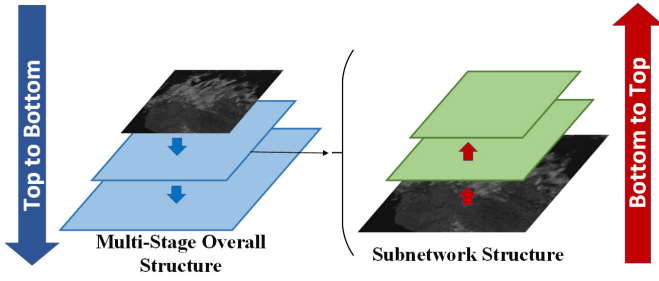 Top to Bottom
Multi-Stage Overall
Structure
Subnetwork Structure
Bottom to Top